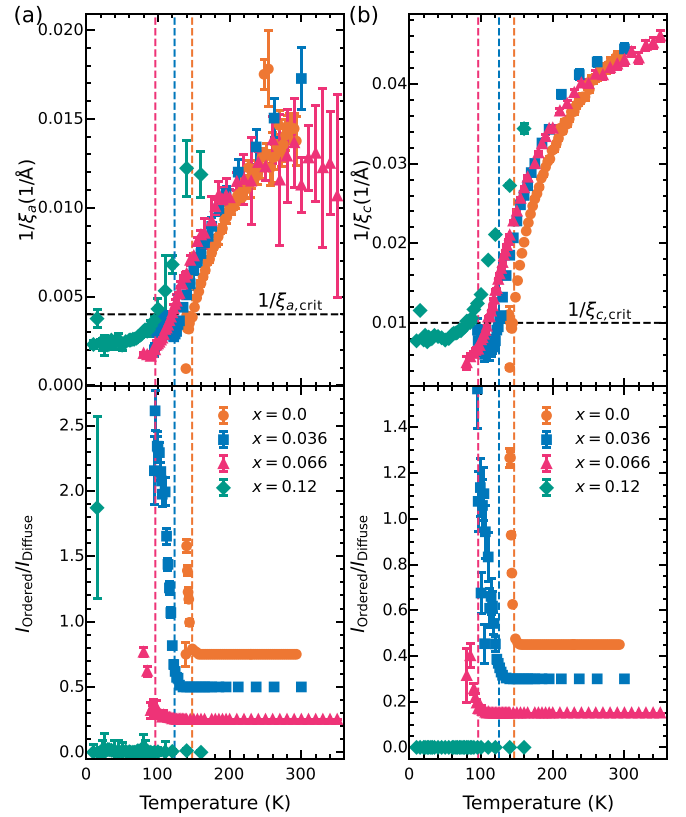 (a)
0.020
0.015
0.010
0.005
0.000
1/ξa(1/Å)
1/ξa,crit
2.5
2.0
1.5
1.0
0.5
0.0
IOrdered/IDiffuse
x = 0.0
x = 0.036
x = 0.066
x = 0.12
0 100 200 300
Temperature (K)
(b)
0.04
0.03
0.02
0.01
1/ξc(1/Å)
1/ξc,crit
1.4
1.2
1.0
0.8
0.6
0.4
0.2
0.0
IOrdered/IDiffuse
x = 0.0
x = 0.036
x = 0.066
x = 0.12
0 100 200 300
Temperature (K)